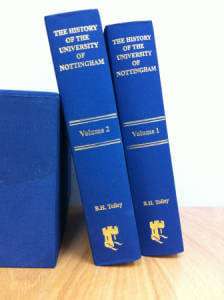 THE HISTORY
OF THE
UNIVERSITY
OF
NOTTINGHAM
Volume 2
B.H. Tolley
THE HISTORY
OF THE
UNIVERSITY
OF
NOTTINGHAM
Volume 1
B.H. Tolley